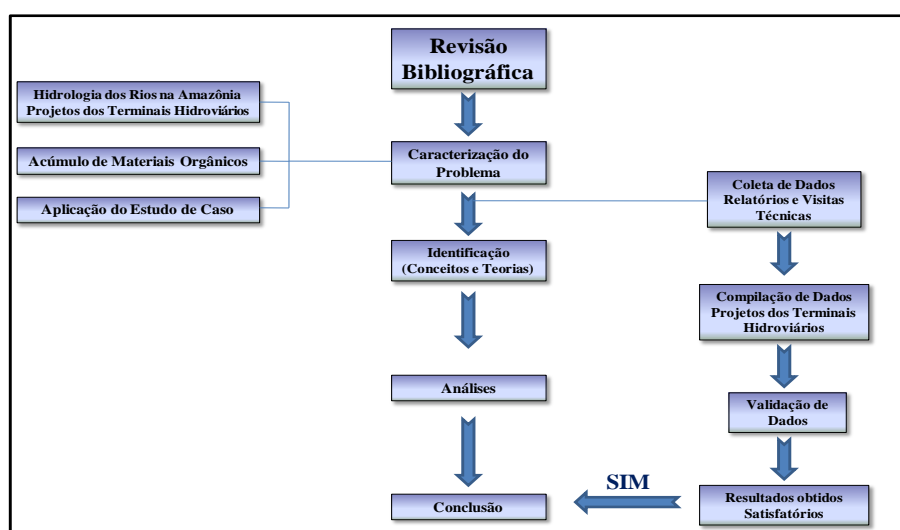 Revisão
Bibliográfica
Hidrologia dos Rios na Amazônia
Projetos dos Terminais Hidroviários
Acúmulo de Materiais Orgânicos
Aplicação do Estudo de Caso
Caracterização do
Problema
Coleta de Dados
Relatórios e Visitas
Técnicas
Identificação
(Conceitos e Teorias)
Compilação de Dados
Projetos dos Terminais
Hidroviários
Análises
Validação de
Dados
SIM
Conclusão
Resultados obtidos
Satisfatórios